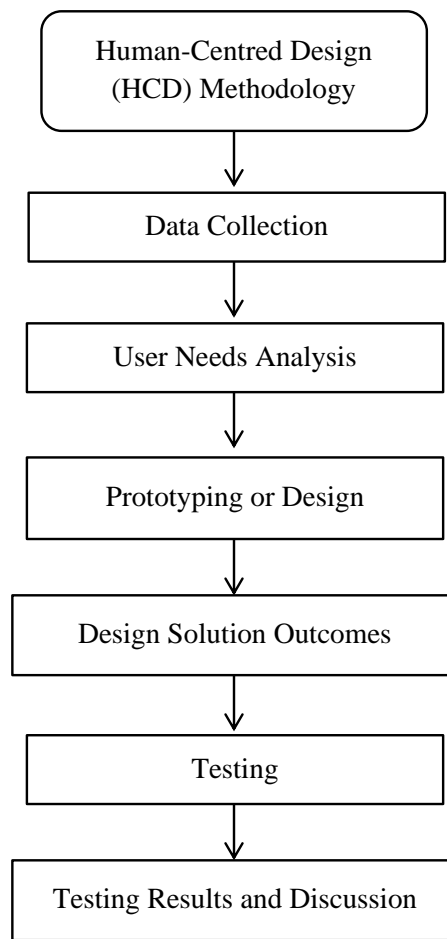 Human-Centred Design
(HCD) Methodology
Data Collection
User Needs Analysis
Prototyping or Design
Design Solution Outcomes
Testing
Testing Results and Discussion